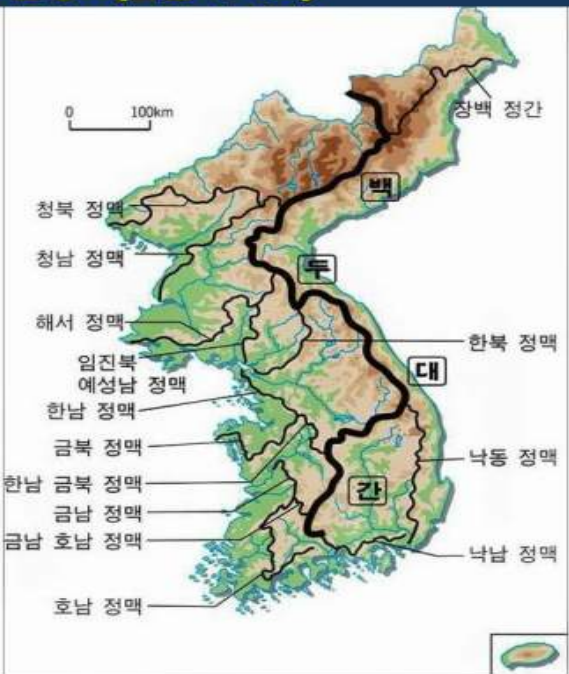 0 100km
장백 정간
백
청북 정맥
청남 정맥
두
해서 정맥
한북 정맥
임진북
예성남 정맥
대
한남 정맥
금북 정맥
낙동 정맥
한남 금북 정맥
간
금남 정맥
금남 호남 정맥
낙남 정맥
호남 정맥